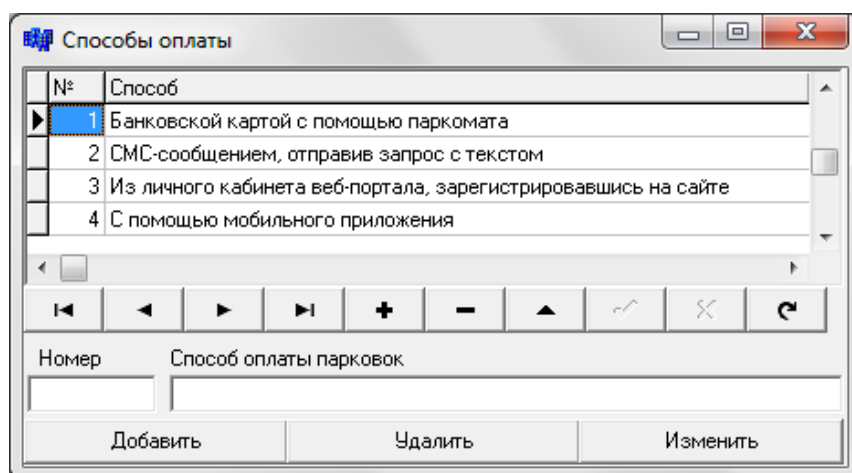 Способы оплаты
№ Способ
1 Банковской картой с помощью паркомата
2 СМС-сообщением, отправив запрос с текстом
3 Из личного кабинета веб-портала, зарегистрировавшись на сайте
4 С помощью мобильного приложения
Номер Способ оплаты парковок
Добавить Удалить Изменить